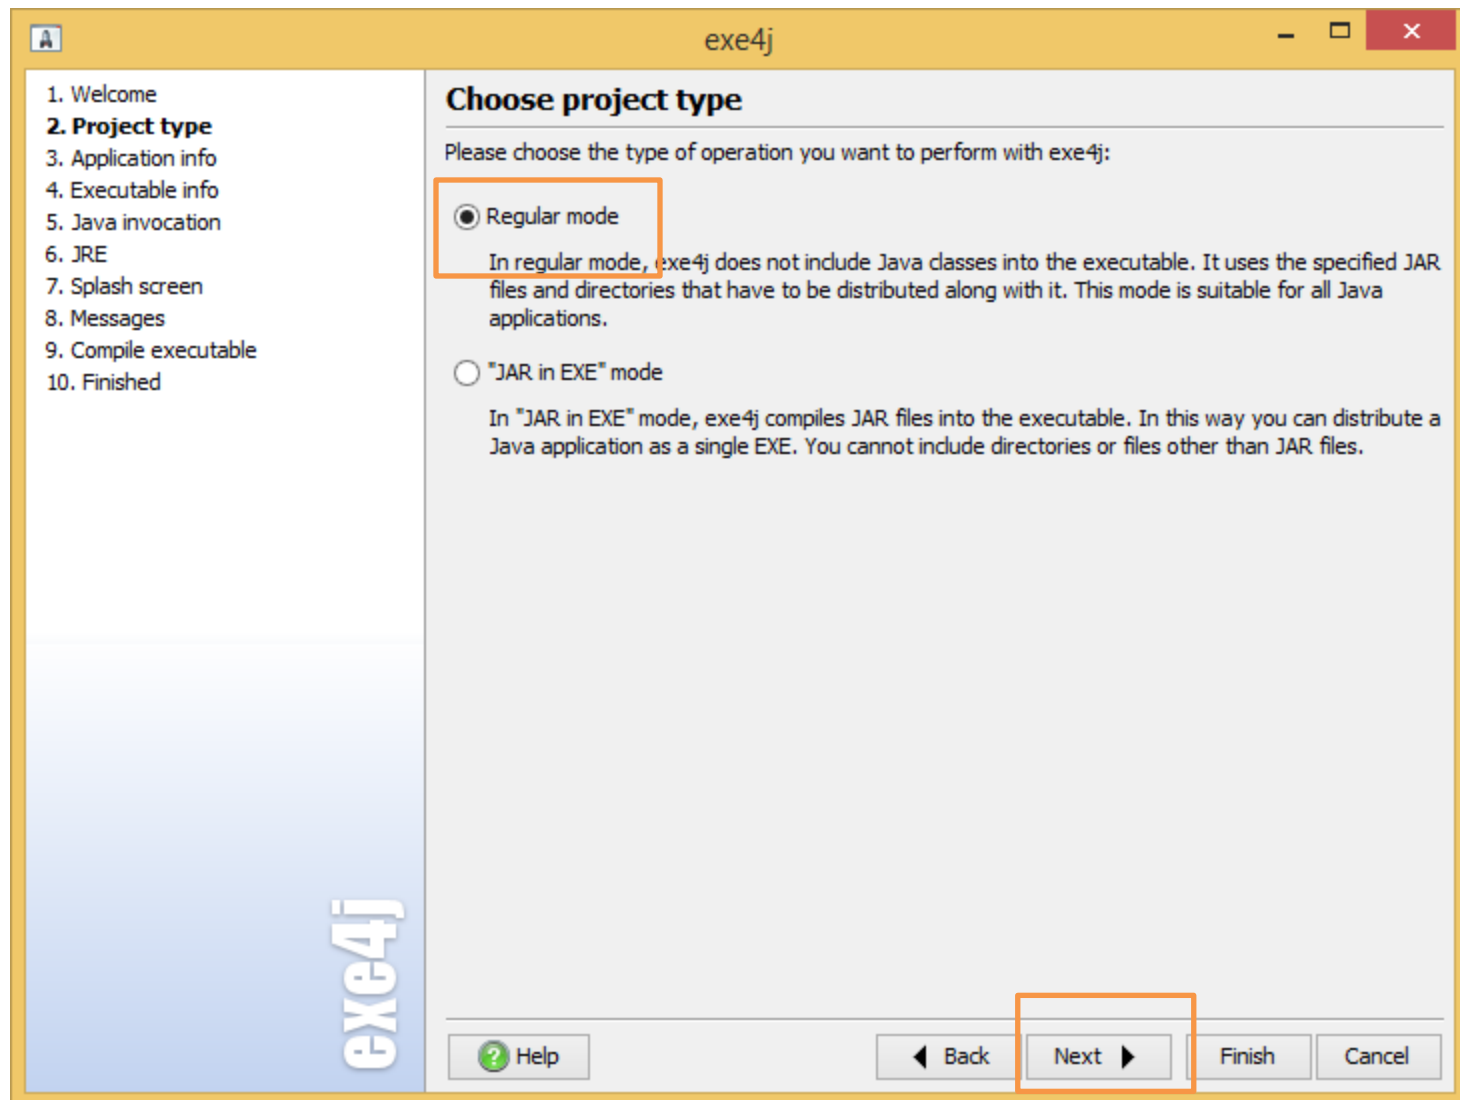 exe4j
1. Welcome
2. Project type
3. Application info
4. Executable info
5. Java invocation
6. JRE
7. Splash screen
8. Messages
9. Compile executable
10. Finished
exe4j
Choose project type
Please choose the type of operation you want to perform with exe4j:
Regular mode
In regular mode, exe4j does not include Java classes into the executable. It uses the specified JAR
files and directories that have to be distributed along with it. This mode is suitable for all Java
applications.
"JAR in EXE" mode
In "JAR in EXE" mode, exe4j compiles JAR files into the executable. In this way you can distribute a
Java application as a single EXE. You cannot include directories or files other than JAR files.
Help
Back
Next
Finish
Cancel